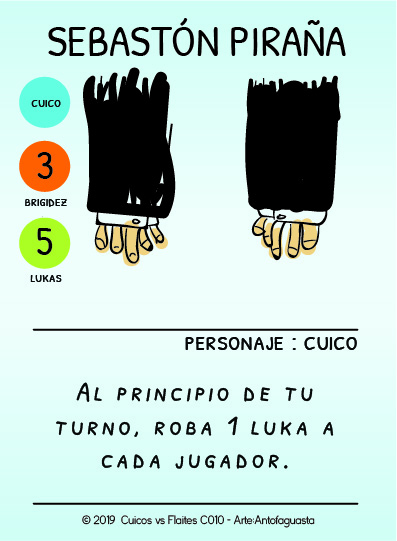 SEBASTÓN PIRAÑA
CUICO
3
BRIGIDEZ
5
LUKAS
PERSONAJE : CUICO
AL PRINCIPIO DE TU
TURNO, ROBA 1 LUKA A
CADA JUGADOR.
© 2019 Cuicos vs Flaites C010 - Arte:Antofaguasta